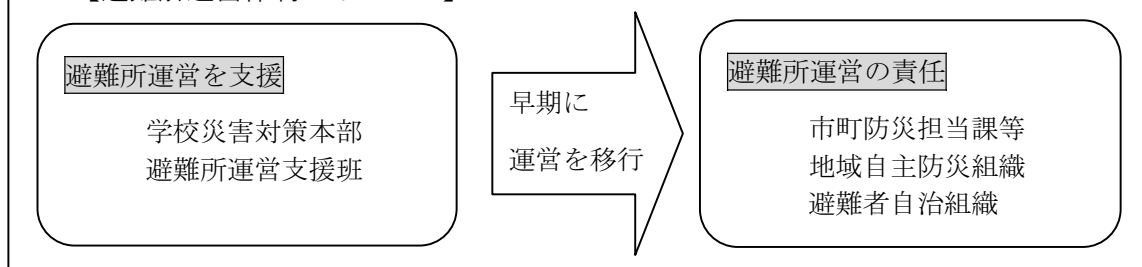 避難所運営を支援
学校災害対策本部
避難所運営支援班
早期に
運営を移行
避難所運営の責任
市町防災担当課等
地域自主防災組織
避難者自治組織